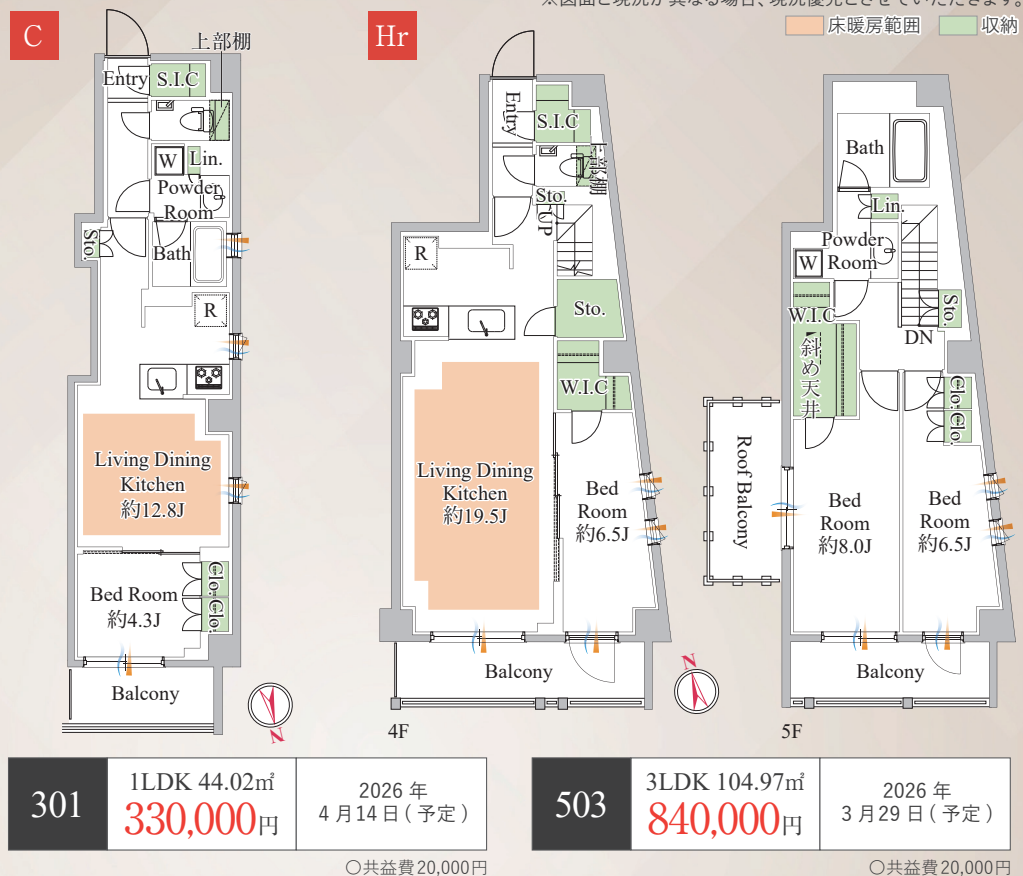 ※図面と現況が異なる場合、現況優先とさせていただきます。
床暖房範囲
収納
C
上部棚
Entry
S.I.C
W
Lin.
Powder
Room
Sto.
Bath
R
Living Dining
Kitchen
約12.8J
Bed Room
約4.3J
Clo.
Clo.
Balcony
N
Hr
Entry
S.I.C
上部棚
Sto.
UP
R
Sto.
W.I.C
Living Dining
Kitchen
約19.5J
Bed
Room
約6.5J
Balcony
N
4F
Bath
Lin.
Powder
Room
W
W.I.C
斜め天井
Sto.
DN
Clo.
Clo.
Roof Balcony
Bed
Room
約8.0J
Bed
Room
約6.5J
Balcony
5F
301
1LDK 44.02㎡
330,000円
2026年
4月14日(予定)
○共益費20,000円
503
3LDK 104.97㎡
840,000円
2026年
3月29日(予定)
○共益費20,000円